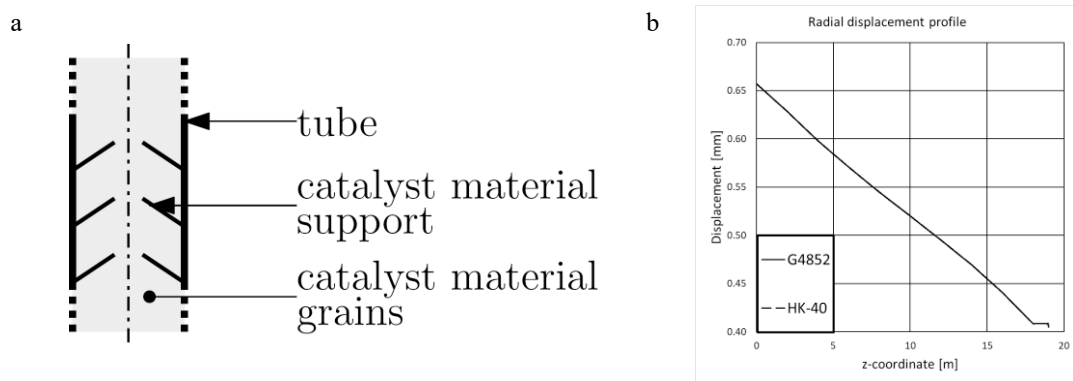 a
tube
catalyst material
support
catalyst material
grains
b
Radial displacement profile
Displacement [mm]
0.70
0.65
0.60
0.55
0.50
0.45
0.40
G4852
HK-40
0 5 10 15 20
z-coordinate [m]